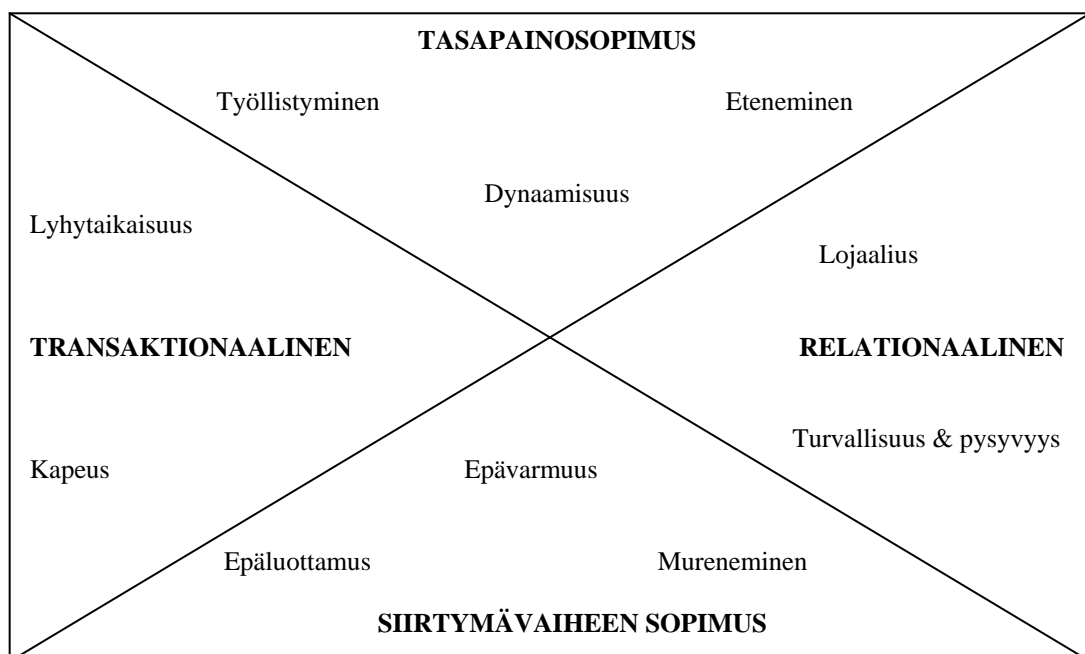 TASAPAINOSOPIMUS
Työllistyminen
Eteneminen
Dynaamisuus
Lyhytaikaisuus
Lojaalius
TRANSAKTIONAALINEN
RELATIONAALINEN
Turvallisuus & pysyvyys
Kapeus
Epävarmuus
Epäluottamus
Mureneminen
SIIRTYMÄVAIHEEN SOPIMUS